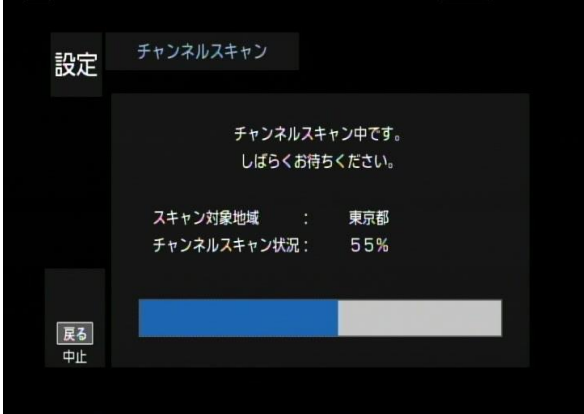 設定
チャンネルスキャン
チャンネルスキャン中です。
しばらくお待ちください。
スキャン対象地域 : 東京都
チャンネルスキャン状況 : 55%
戻る
中止